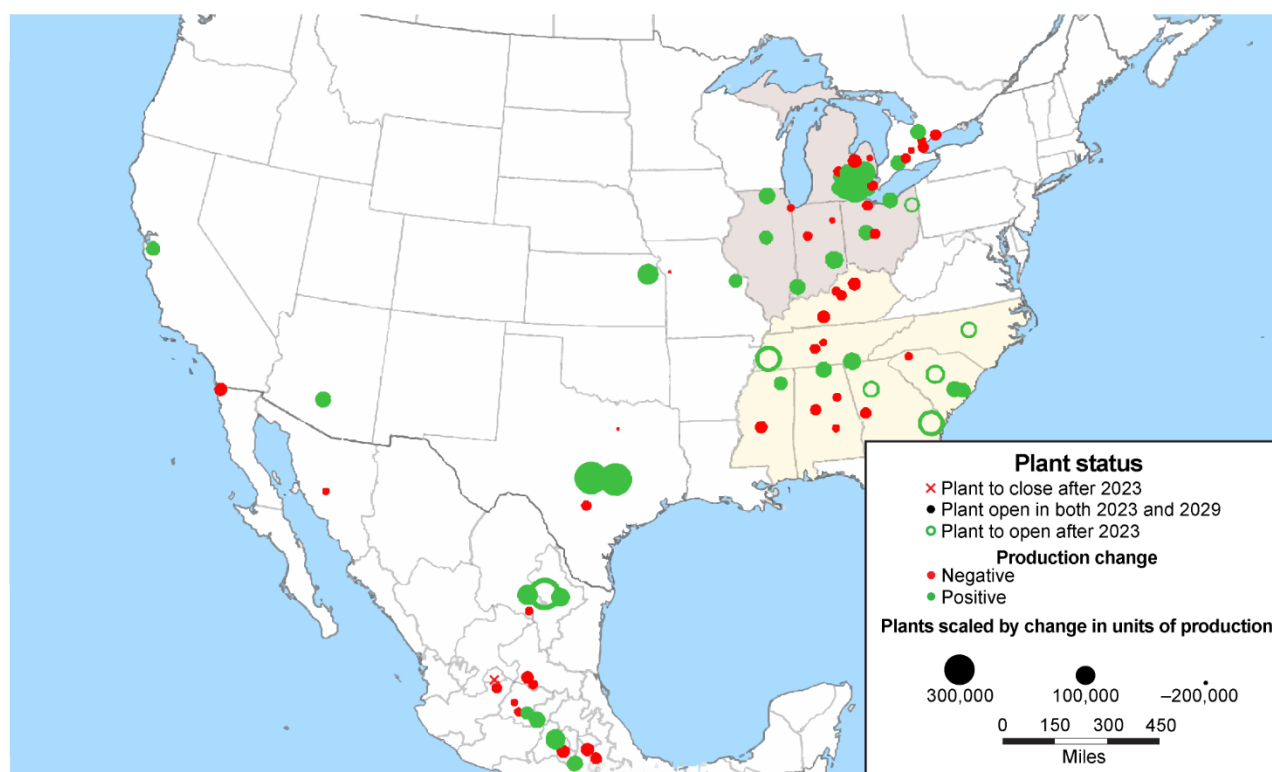 Plant status
Plant to close after 2023
Plant open in both 2023 and 2029
Plant to open after 2023
Production change
Negative
Positive
Plants scaled by change in units of production
300,000
100,000
–200,000
0 150 300 450
Miles